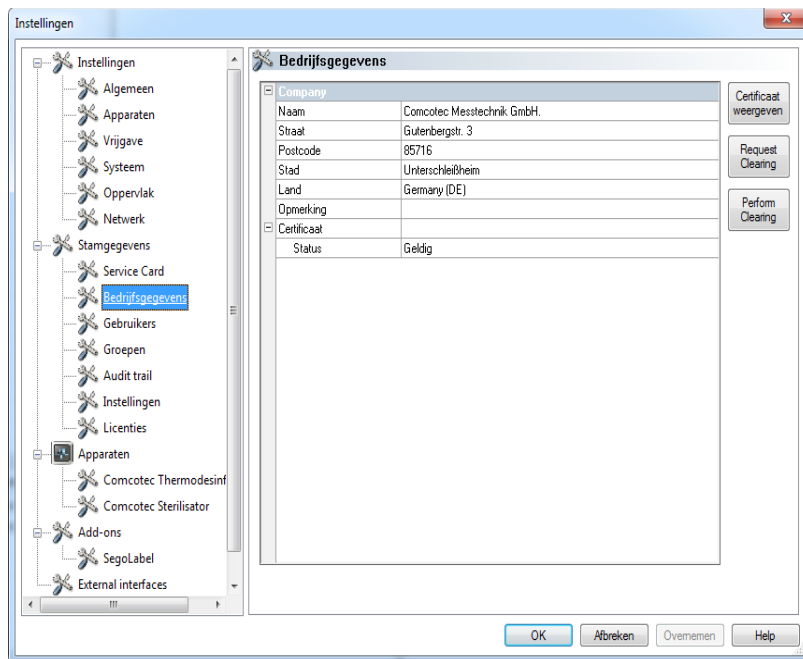 Instellingen
Instellingen
Algemeen
Apparaten
Vrijgave
Systeem
Oppervlak
Netwerk
Stamgegevens
Service Card
Bedrijfsgegevens
Gebruikers
Groepen
Audit trail
Instellingen
Licenties
Apparaten
Comcotec Thermodesinf
Comcotec Sterilisator
Add-ons
SegoLabel
External interfaces
Bedrijfsgegevens
Company
Naam Comcotec Messtechnik GmbH.
Straat Gutenbergstr. 3
Postcode 85716
Stad Unterschleißheim
Land Germany (DE)
Opmerking
Certificaat
Status Geldig
Certificaat
weergeven
Request
Clearing
Perform
Clearing
OK Afbreken Overnemen Help